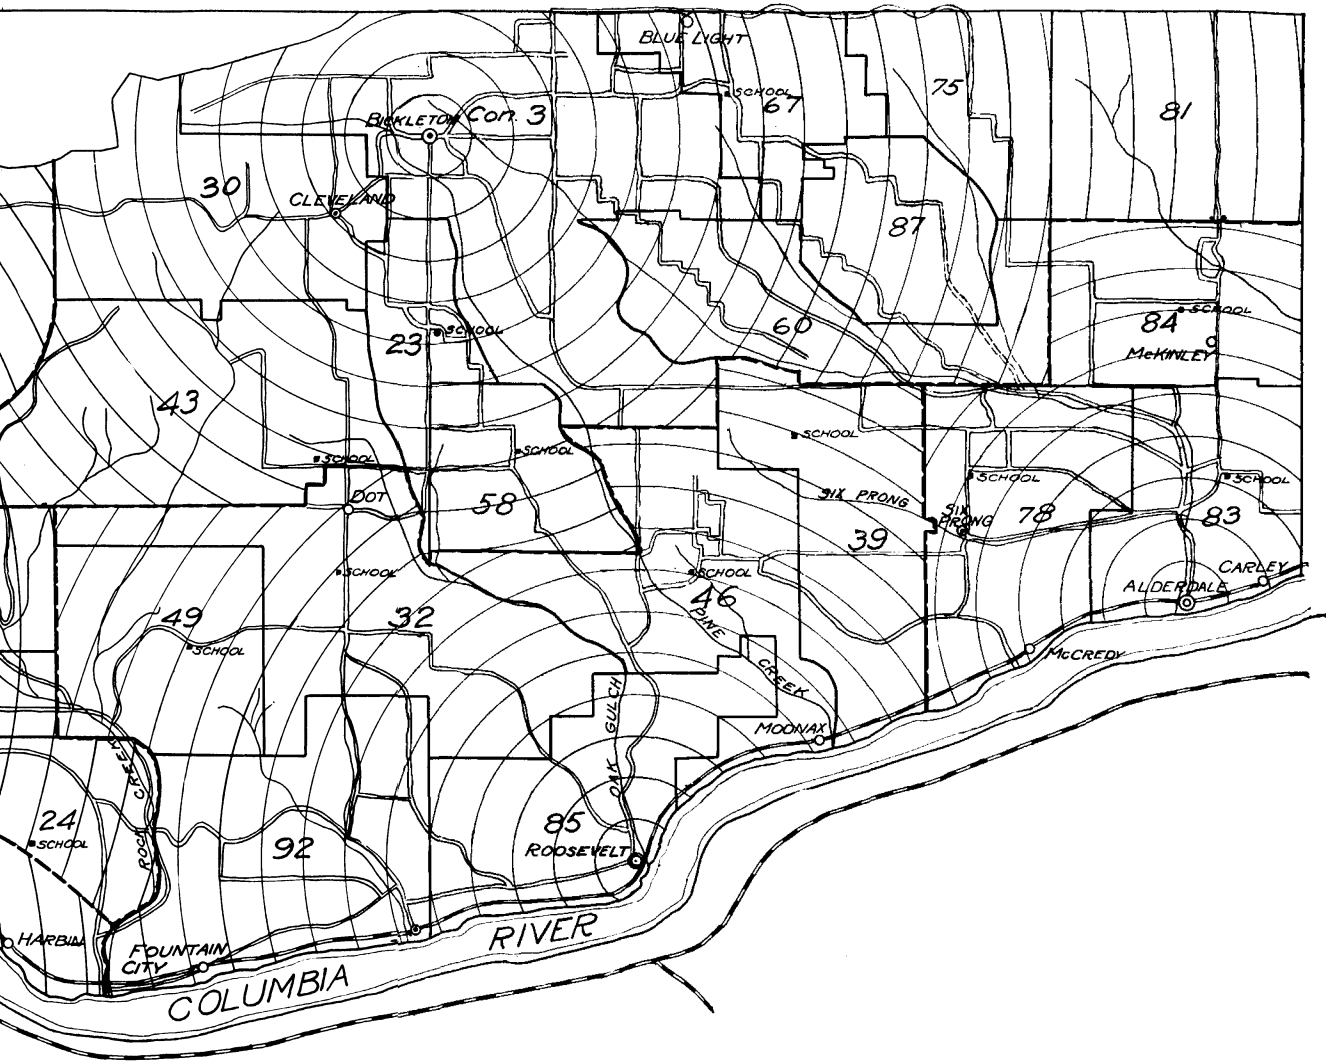 BLUE LIGHT
SCHOOL
67
75
81
BICKLETON
Con. 3
30
CLEVELAND
87
23
SCHOOL
60
84
SCHOOL
McKINLEY
43
SCHOOL
SCHOOL
SCHOOL
DOT
58
SIX PRONG
SCHOOL
SCHOOL
SIX
PRONG
78
83
39
SCHOOL
SCHOOL
46
PINE
CREEK
CARLEY
ALDERDALE
49
SCHOOL
32
McCREDY
OAK GULCH
MOONAX
ROCK CREEK
24
SCHOOL
92
85
ROOSEVELT
HARBIN
FOUNTAIN
CITY
COLUMBIA
RIVER